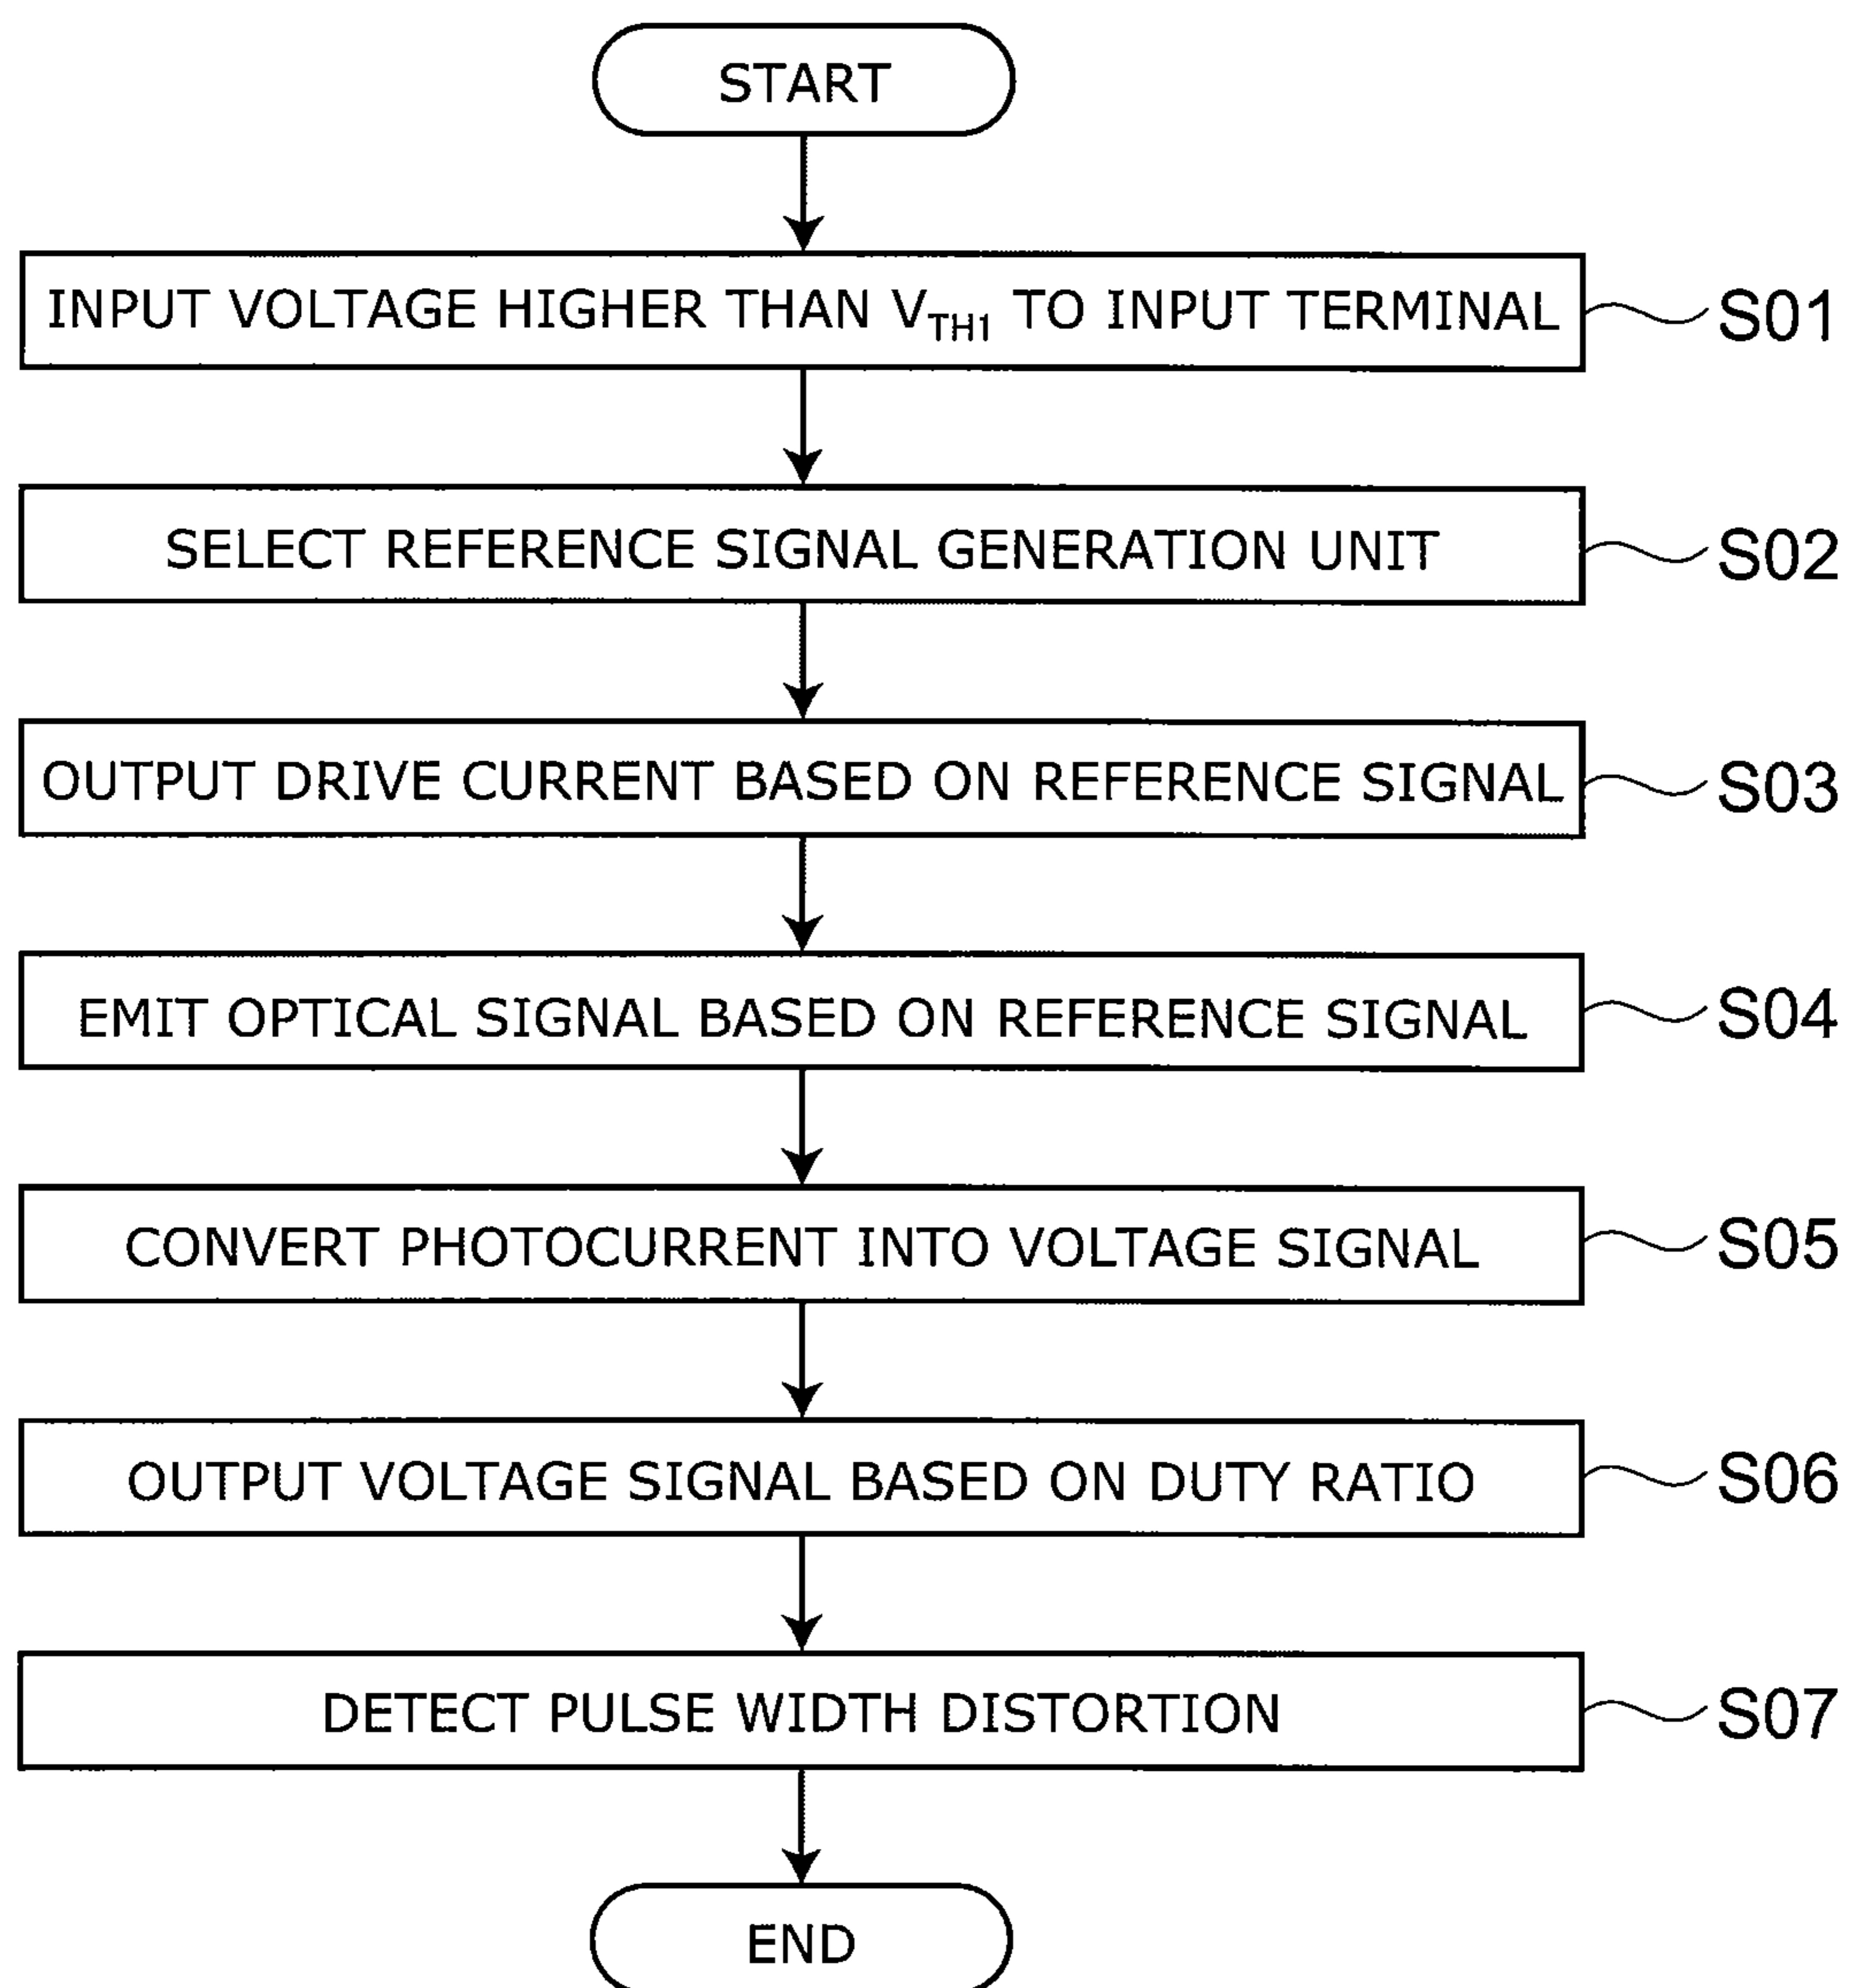 START
INPUT VOLTAGE HIGHER THAN VTH1 TO INPUT TERMINAL S01
SELECT REFERENCE SIGNAL GENERATION UNIT S02
OUTPUT DRIVE CURRENT BASED ON REFERENCE SIGNAL S03
EMIT OPTICAL SIGNAL BASED ON REFERENCE SIGNAL S04
CONVERT PHOTOCURRENT INTO VOLTAGE SIGNAL S05
OUTPUT VOLTAGE SIGNAL BASED ON DUTY RATIO S06
DETECT PULSE WIDTH DISTORTION S07
END